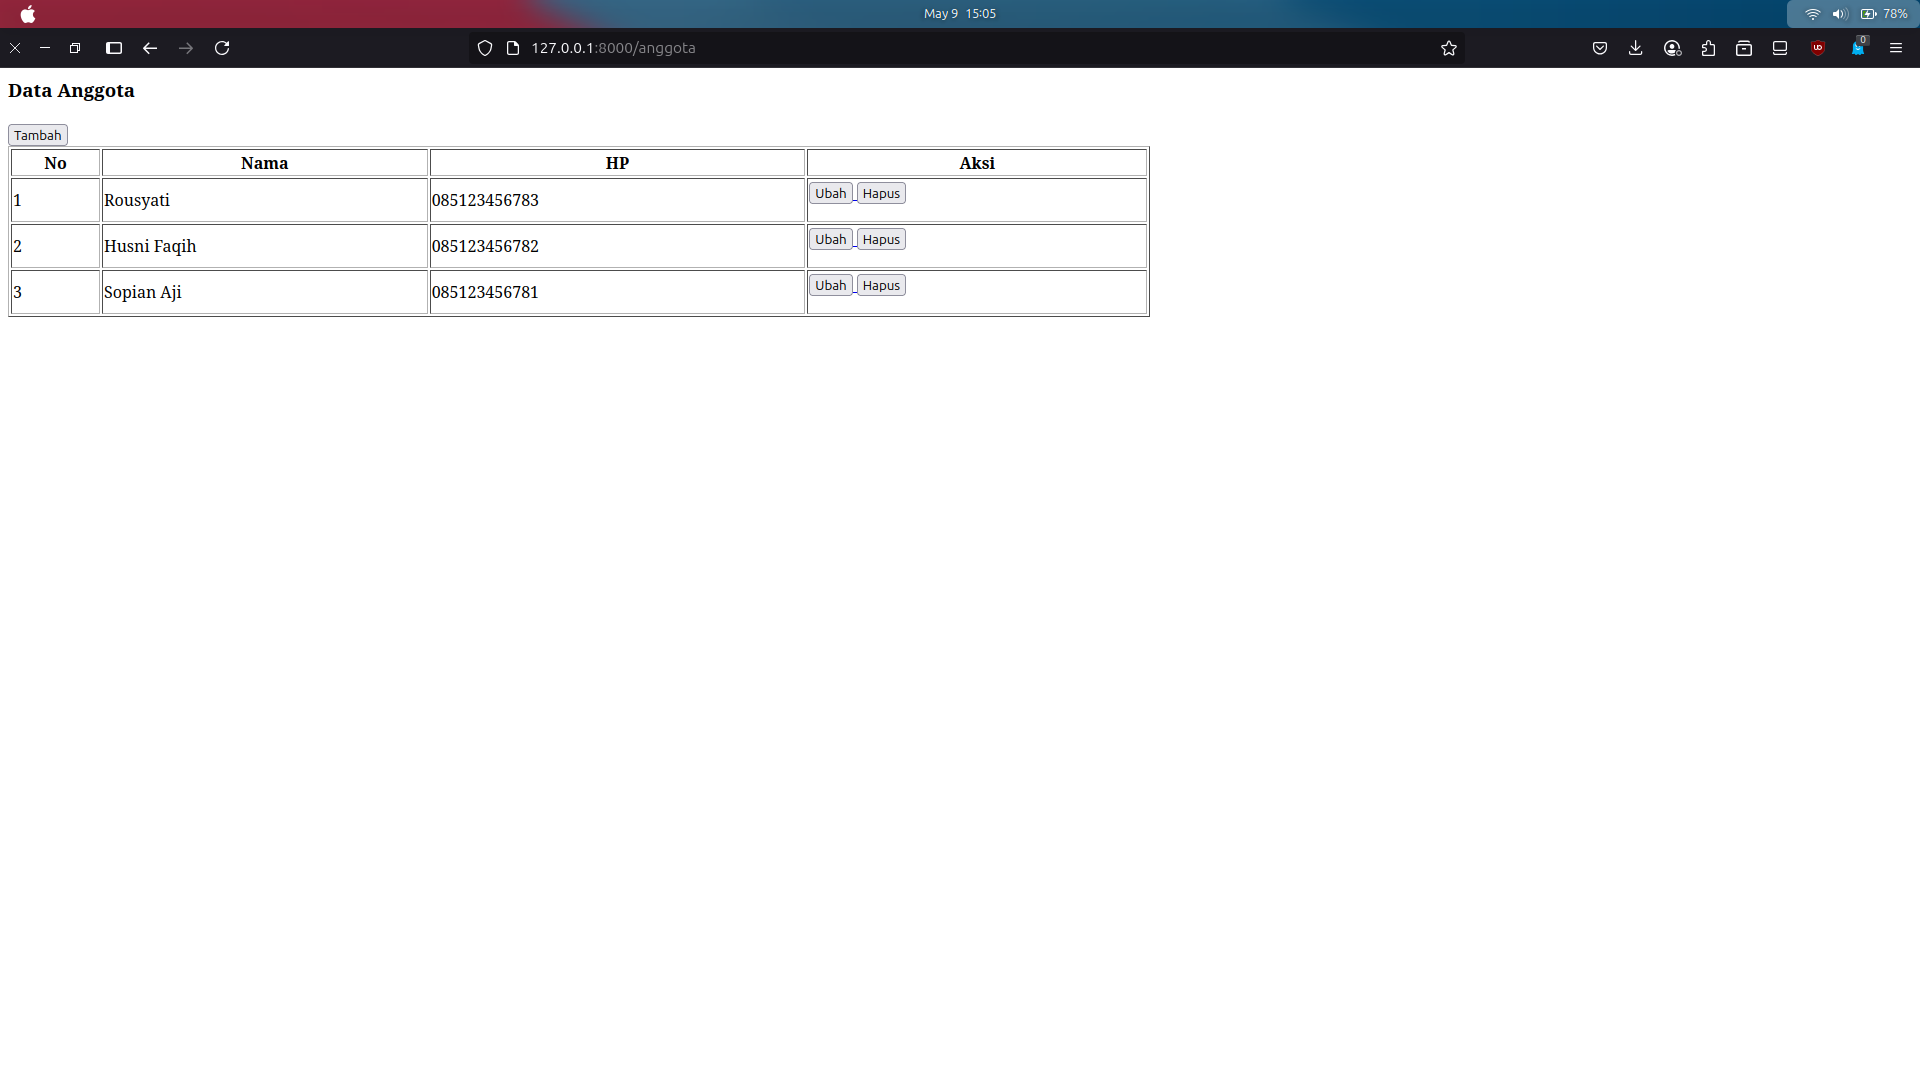 May 9 15:05
78%
127.0.0.1:8000/anggota
0
Data Anggota
Tambah
No Nama HP Aksi
1 Rousyati 085123456783 Ubah Hapus
2 Husni Faqih 085123456782 Ubah Hapus
3 Sopian Aji 085123456781 Ubah Hapus